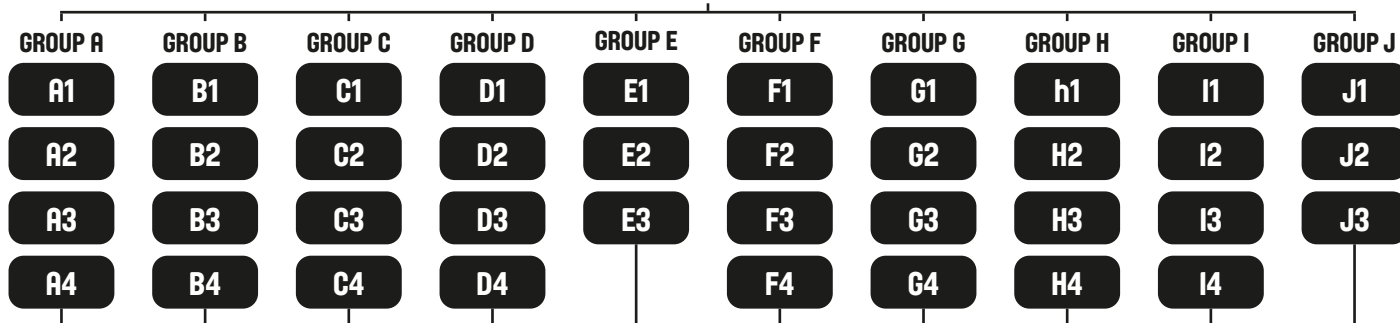 GROUP A GROUP B GROUP C GROUP D GROUP E GROUP F GROUP G GROUP H GROUP I GROUP J
A1 B1 C1 D1 E1 F1 G1 h1 I1 J1
A2 B2 C2 D2 E2 F2 G2 H2 I2 J2
A3 B3 C3 D3 E3 F3 G3 H3 I3 J3
A4 B4 C4 D4 F4 G4 H4 I4